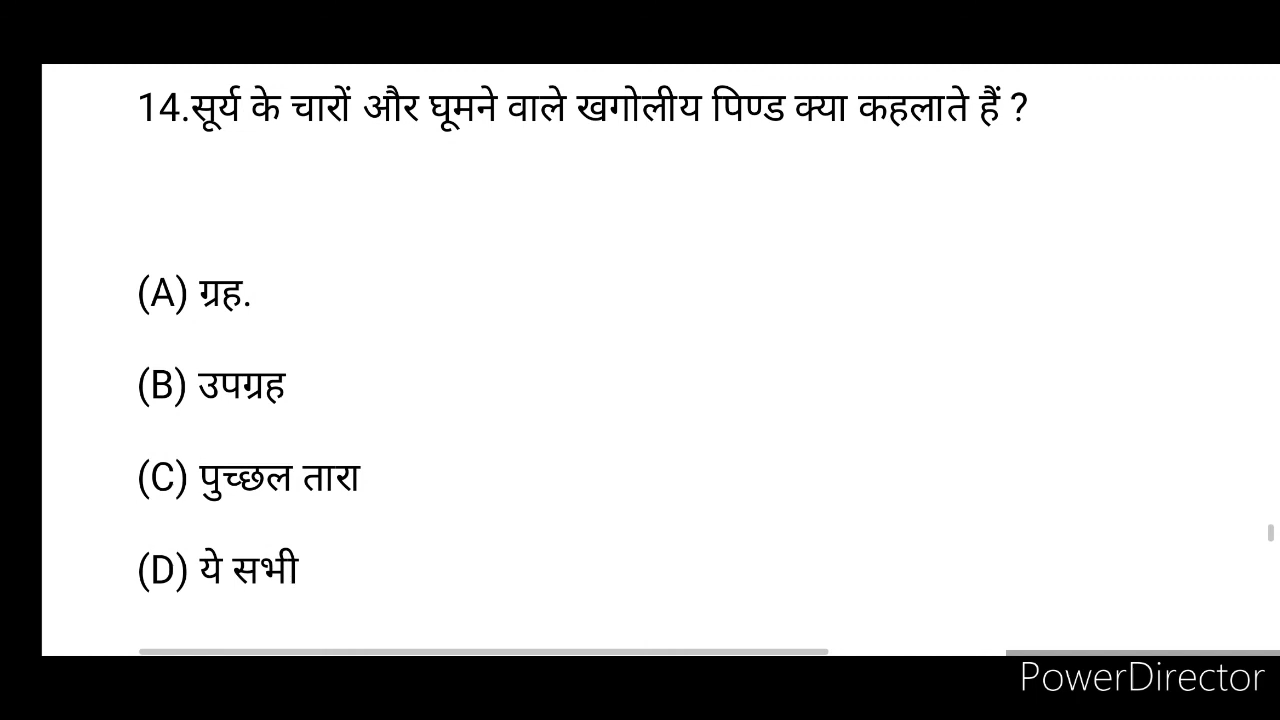 14.सूर्य के चारों और घूमने वाले खगोलीय पिण्ड क्या कहलाते हैं ?
(A) ग्रह.
(B) उपग्रह
(C) पुच्छल तारा
(D) ये सभी
PowerDirector